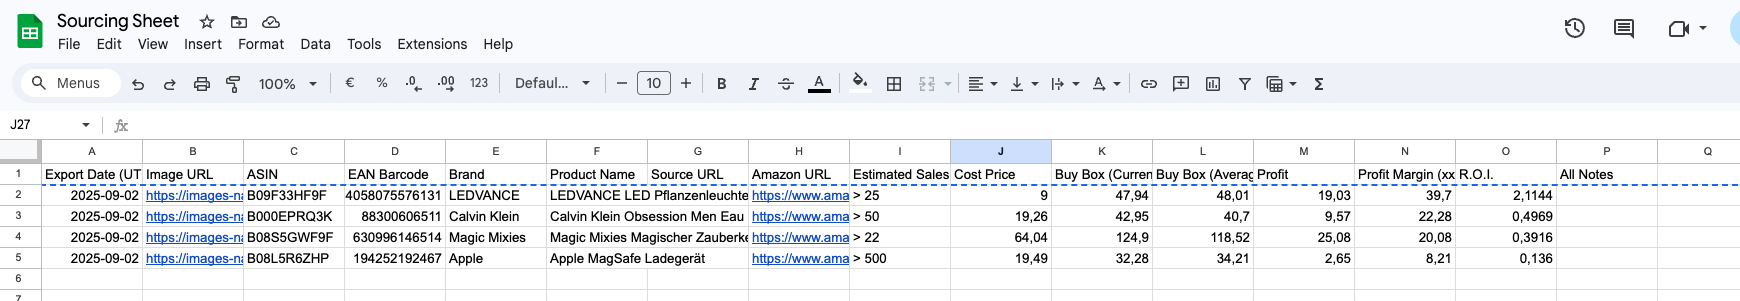 Sourcing Sheet
File Edit View Insert Format Data Tools Extensions Help
Menus 100% € % .0 .00 123 Defaul... 10 B I A Σ
J27 fx
A B C D E F G H I J K L M N O P Q
1 Export Date (UT Image URL ASIN EAN Barcode Brand Product Name Source URL Amazon URL Estimated Sales Cost Price Buy Box (Curren Buy Box (Averag Profit Profit Margin (xx R.O.I. All Notes
2 2025-09-02 https://images-na B09F33HF9F 4058075576131 LEDVANCE LEDVANCE LED Pflanzenleuchte https://www.ama > 25 9 47,94 48,01 19,03 39,7 2,1144
3 2025-09-02 https://images-na B000EPRQ3K 88300606511 Calvin Klein Calvin Klein Obsession Men Eau https://www.ama > 50 19,26 42,95 40,7 9,57 22,28 0,4969
4 2025-09-02 https://images-na B08S5GWF9F 630996146514 Magic Mixies Magic Mixies Magischer Zauberke https://www.ama > 22 64,04 124,9 118,52 25,08 20,08 0,3916
5 2025-09-02 https://images-na B08L5R6ZHP 194252192467 Apple Apple MagSafe Ladegerät https://www.ama > 500 19,49 32,28 34,21 2,65 8,21 0,136
6
7